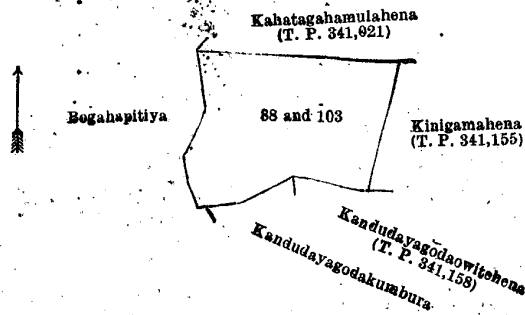 Kahatagahamulahena
(T. P. 341,021)
Bogahapitiya
88 and 103
Kinigamahena
(T. P. 341,155)
Kandudayagodaowitehena
(T. P. 341,158)
Kandudayagodakumbura